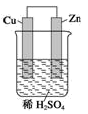 Cu Zn
稀 H₂SO₄